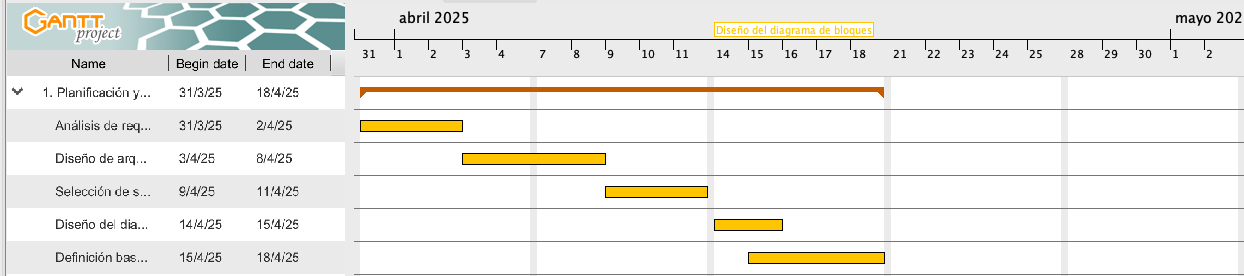 GANTT
project
abril 2025
mayo 202
Diseño del diagrama de bloques
31 1 2 3 4 7 8 9 10 11 14 15 16 17 18 21 22 23 24 25 28 29 30 1 2
Name Begin date End date
1. Planificación y... 31/3/25 18/4/25
Análisis de req... 31/3/25 2/4/25
Diseño de arq... 3/4/25 8/4/25
Selección de s... 9/4/25 11/4/25
Diseño del dia... 14/4/25 15/4/25
Definición bas... 15/4/25 18/4/25